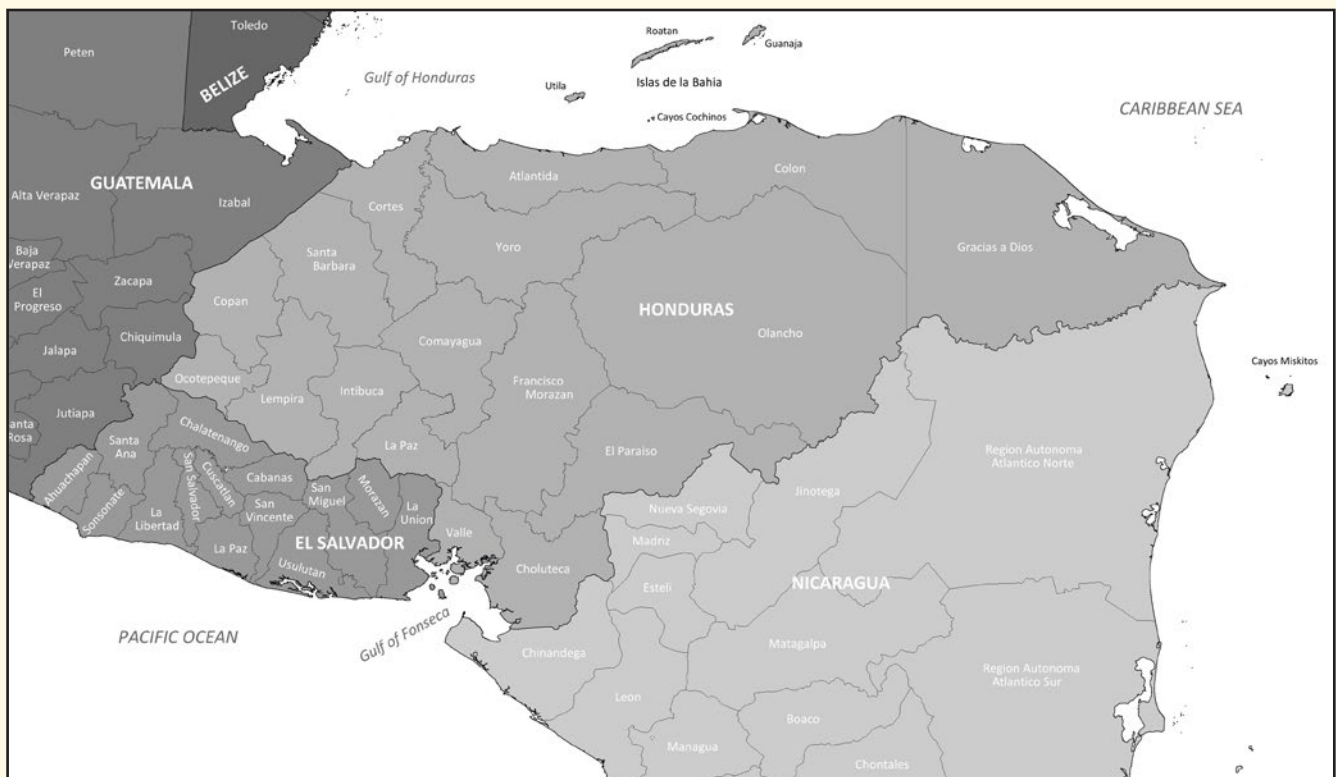 Toledo
Peten
BELIZE
Gulf of Honduras
Roatan
Guanaja
Utila
Islas de la Bahia
Cayos Cochinos
CARIBBEAN SEA
GUATEMALA
Alta Verapaz
Izabal
Atlantida
Colon
Cortes
Baja
Verapaz
Santa
Barbara
Yoro
Gracias a Dios
Zacapa
El
Progreso
Copan
HONDURAS
Olancho
Chiquimula
Jalapa
Comayagua
Cayos Miskitos
Ocotepeque
Lempira
Intibuca
Francisco
Morazan
Jutiapa
anta
Rosa
Santa
Ana
Chalatenango
La Paz
El Paraiso
Region Autonoma
Atlantico Norte
Ahuachapan
Sonsonate
La
Libertad
San Salvador
Cuscatlan
Cabanas
San
Vincente
San
Miguel
Morazan
La
Union
Jinotega
Nueva Segovia
Valle
Madriz
La Paz
EL SALVADOR
Usulutan
Choluteca
Esteli
NICARAGUA
PACIFIC OCEAN
Gulf of Fonseca
Chinandega
Matagalpa
Region Autonoma
Atlantico Sur
Leon
Boaco
Managua
Chontales